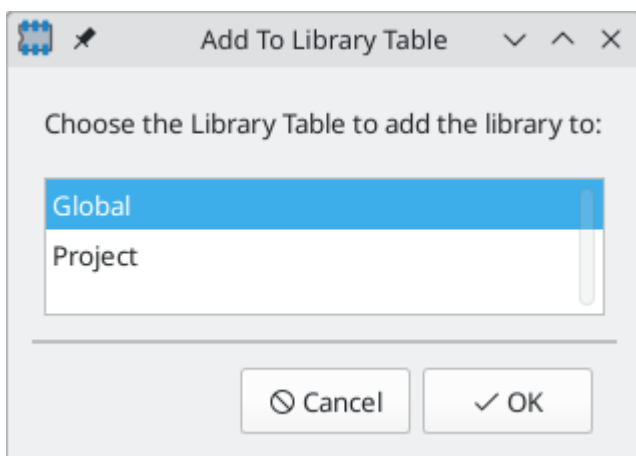 Add To Library Table
Choose the Library Table to add the library to:
Global
Project
Cancel
OK